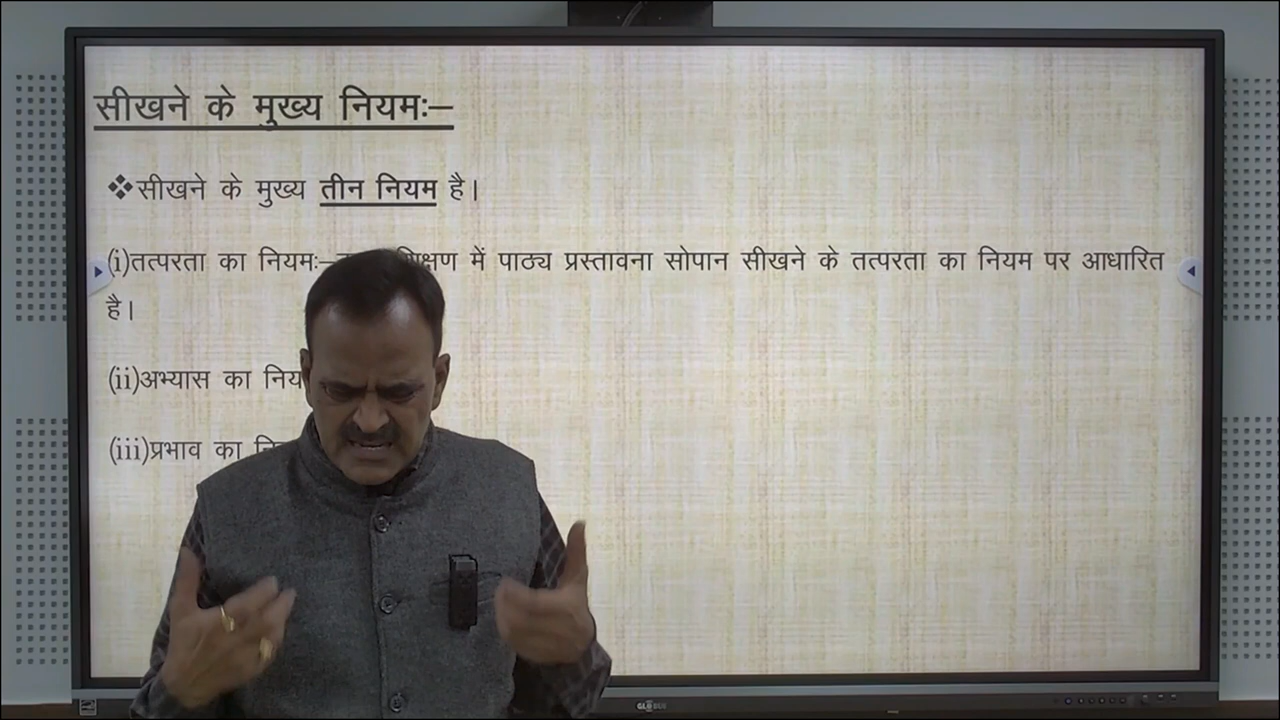 सीखने के मुख्य नियमः–
❖सीखने के मुख्य तीन नियम है।
(i)तत्परता का नियमः– में पाठ्य प्रस्तावना सोपान सीखने के तत्परता का नियम पर आधारित
है।
(ii)अभ्यास का
(iii)प्रभाव का